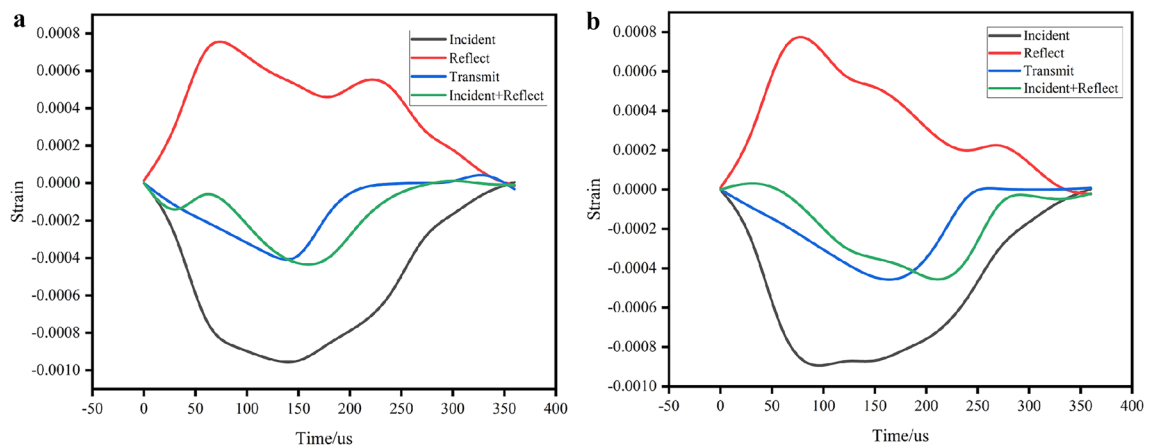 a
0.0008
0.0006
0.0004
0.0002
0.0000
-0.0002
-0.0004
-0.0006
-0.0008
-0.0010
Strain
-50 0 50 100 150 200 250 300 350 400
Time/us
Incident
Reflect
Transmit
Incident+Reflect
b
0.0008
0.0006
0.0004
0.0002
0.0000
-0.0002
-0.0004
-0.0006
-0.0008
-0.0010
Strain
-50 0 50 100 150 200 250 300 350 400
Time/us
Incident
Reflect
Transmit
Incident+Reflect